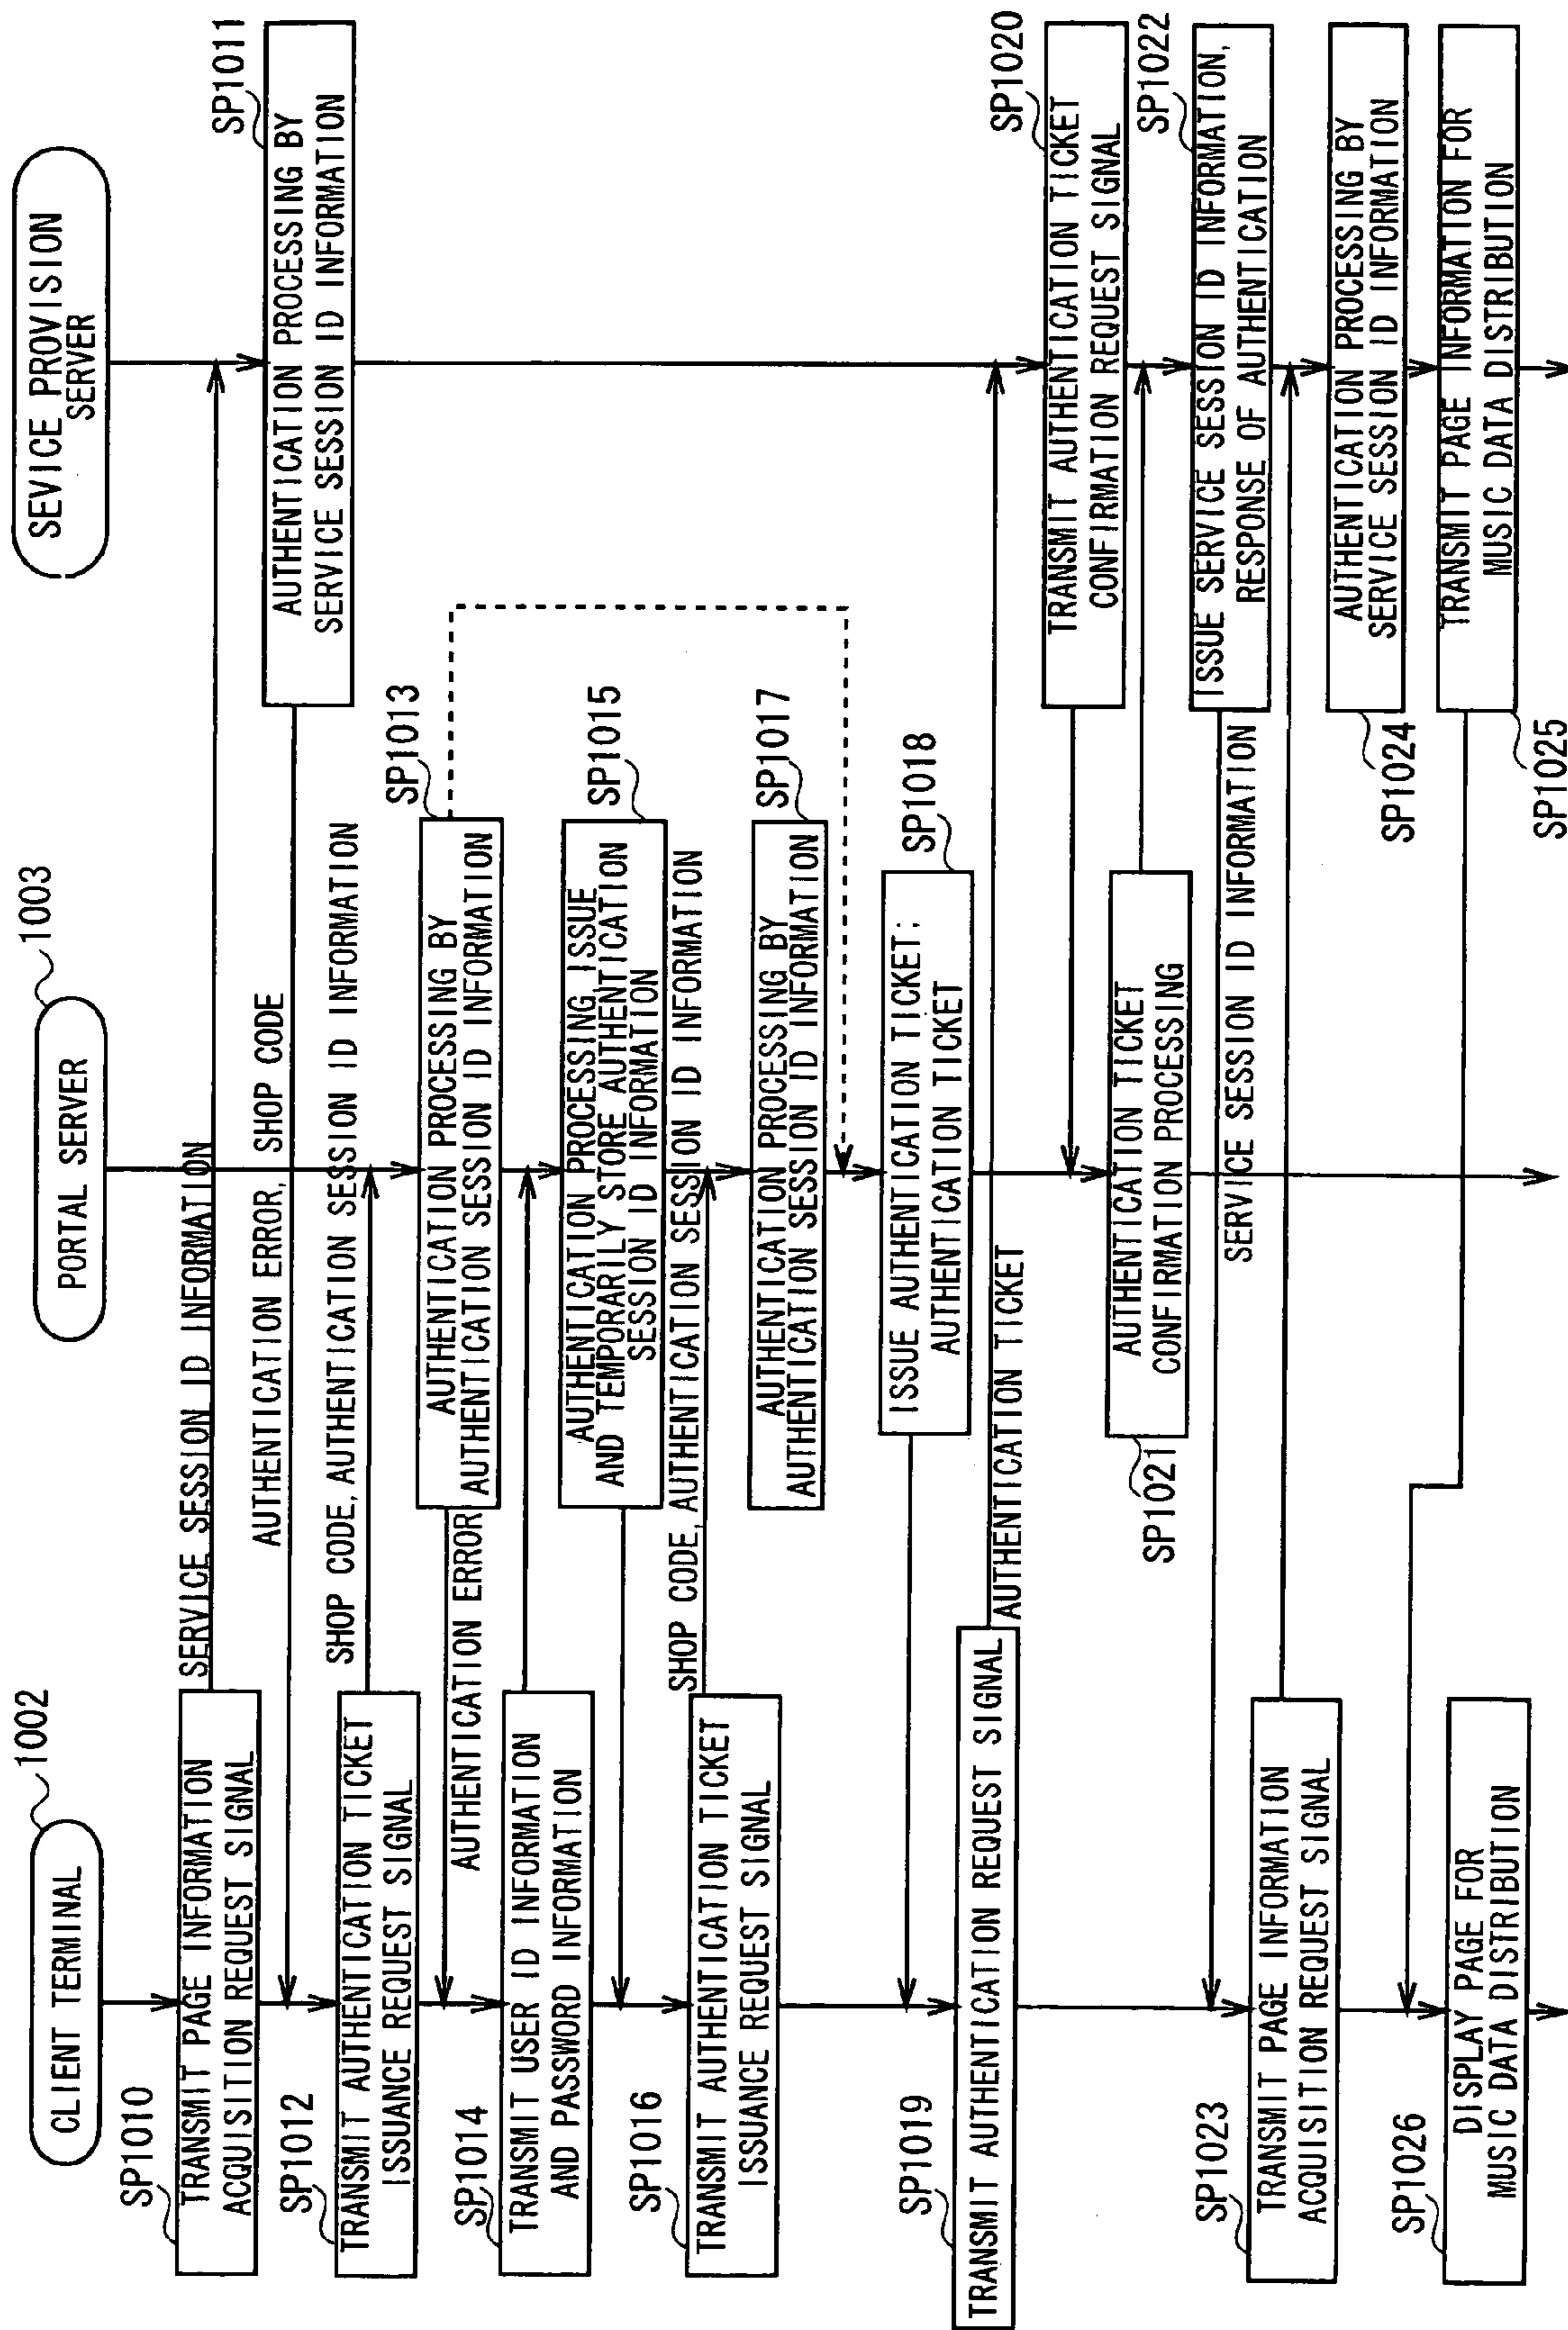 CLIENT TERMINAL
1002
PORTAL SERVER
1003
SEVICE PROVISION
SERVER
SP1010
TRANSMIT PAGE INFORMATION
ACQUISITION REQUEST SIGNAL
SERVICE SESSION ID INFORMATION
SP1011
AUTHENTICATION PROCESSING BY
SERVICE SESSION ID INFORMATION
AUTHENTICATION ERROR, SHOP CODE
SP1012
TRANSMIT AUTHENTICATION TICKET
ISSUANCE REQUEST SIGNAL
SHOP CODE, AUTHENTICATION SESSION ID INFORMATION
SP1013
AUTHENTICATION PROCESSING BY
AUTHENTICATION SESSION ID INFORMATION
AUTHENTICATION ERROR
SP1014
TRANSMIT USER ID INFORMATION
AND PASSWORD INFORMATION
SP1015
AUTHENTICATION PROCESSING, ISSUE
AND TEMPORARILY STORE AUTHENTICATION
SESSION ID INFORMATION
SP1016
TRANSMIT AUTHENTICATION TICKET
ISSUANCE REQUEST SIGNAL
SHOP CODE, AUTHENTICATION SESSION ID INFORMATION
SP1017
AUTHENTICATION PROCESSING BY
AUTHENTICATION SESSION ID INFORMATION
SP1018
ISSUE AUTHENTICATION TICKET;
AUTHENTICATION TICKET
SP1019
TRANSMIT AUTHENTICATION REQUEST SIGNAL
AUTHENTICATION TICKET
SP1020
TRANSMIT AUTHENTICATION TICKET
CONFIRMATION REQUEST SIGNAL
SP1021
AUTHENTICATION TICKET
CONFIRMATION PROCESSING
SP1022
ISSUE SERVICE SESSION ID INFORMATION,
RESPONSE OF AUTHENTICATION
SERVICE SESSION ID INFORMATION
SP1023
TRANSMIT PAGE INFORMATION
ACQUISITION REQUEST SIGNAL
SP1024
AUTHENTICATION PROCESSING BY
SERVICE SESSION ID INFORMATION
SP1025
TRANSMIT PAGE INFORMATION FOR
MUSIC DATA DISTRIBUTION
SP1026
DISPLAY PAGE FOR
MUSIC DATA DISTRIBUTION